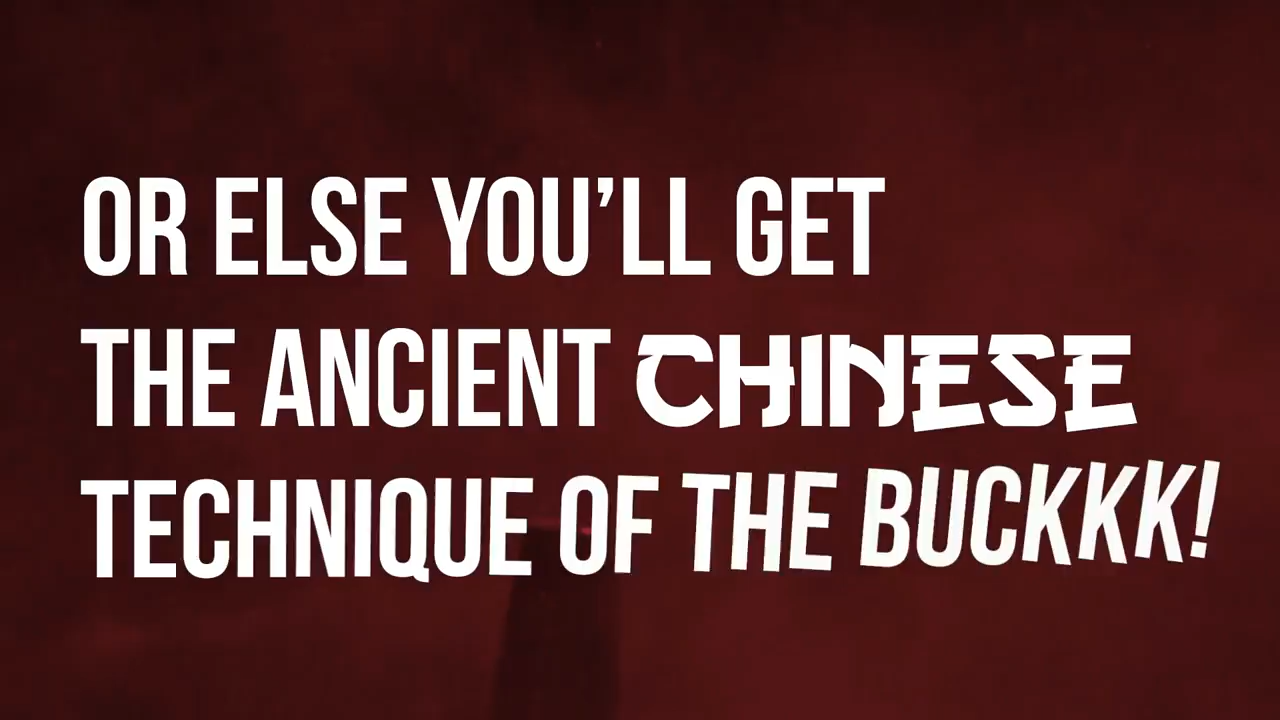 OR ELSE YOU’LL GET
THE ANCIENT CHINESE
TECHNIQUE OF THE BUCKKK!